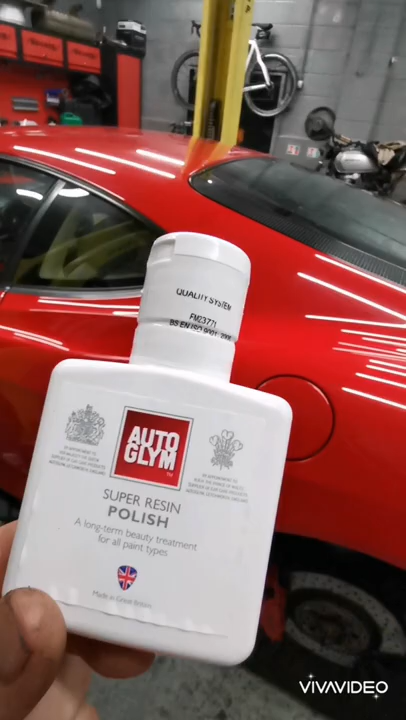 QUALITY SYSTEM
FM23771
BS EN ISO 9001
AUTO
GLYM
SUPER RESIN
POLISH
A long-term beauty treatment
for all paint types
Made in Great Britain
VIVAVIDEO